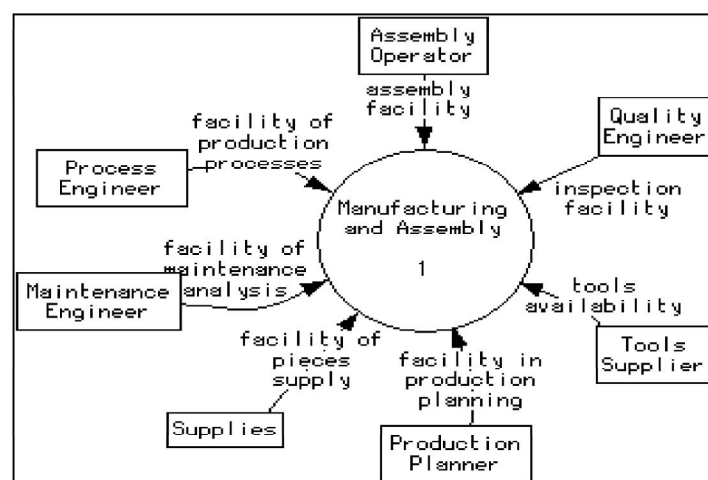 Assembly
Operator
assembly
facility
Quality
Engineer
facility of
production
processes
Process
Engineer
inspection
facility
Manufacturing
and Assembly
1
facility of
maintenance
analysis
Maintenance
Engineer
tools
availability
Tools
Supplier
facility of
pieces
supply
Supplies
facility in
production
planning
Production
Planner